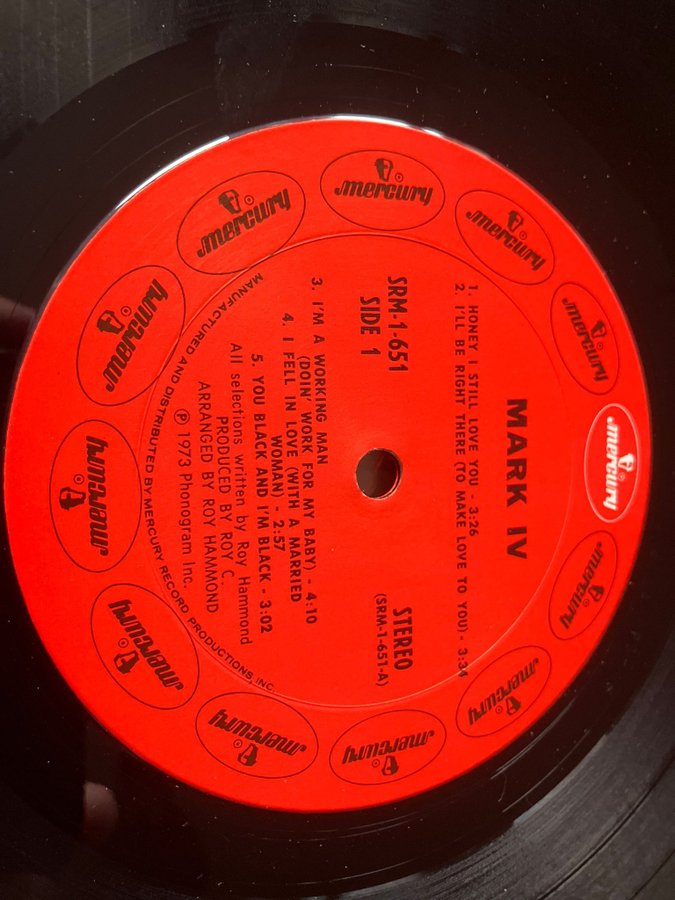 mercury
mercury
mercury
mercury
mercury
mercury
mercury
mercury
mercury
mercury
mercury
mercury
MARK IV
1. HONEY I STILL LOVE YOU - 3:26
2. I'LL BE RIGHT THERE (TO MAKE LOVE TO YOU) - 3:34
SRM-1-651
SIDE 1
STEREO
(SRM-1-651-A)
3. I'M A WORKING MAN
(DOIN' WORK FOR MY BABY) - 4:10
4. I FELL IN LOVE (WITH A MARRIED
WOMAN) - 2:57
5. YOU BLACK AND I'M BLACK - 3:02
All selections written by Roy Hammond
PRODUCED BY ROY C.
ARRANGED BY ROY HAMMOND
Ⓟ 1973 Phonogram Inc.
MANUFACTURED AND DISTRIBUTED BY MERCURY RECORD PRODUCTIONS, INC.